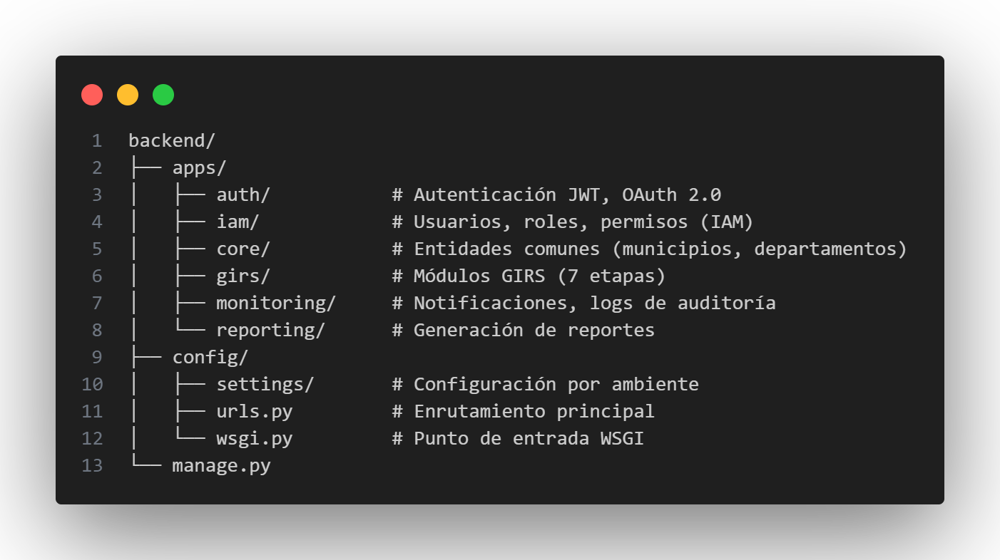 1 backend/
2 ├── apps/
3 │   ├── auth/           # Autenticación JWT, OAuth 2.0
4 │   ├── iam/            # Usuarios, roles, permisos (IAM)
5 │   ├── core/           # Entidades comunes (municipios, departamentos)
6 │   ├── girs/           # Módulos GIRS (7 etapas)
7 │   ├── monitoring/     # Notificaciones, logs de auditoría
8 │   └── reporting/      # Generación de reportes
9 ├── config/
10 │   ├── settings/       # Configuración por ambiente
11 │   ├── urls.py         # Enrutamiento principal
12 │   └── wsgi.py         # Punto de entrada WSGI
13 └── manage.py